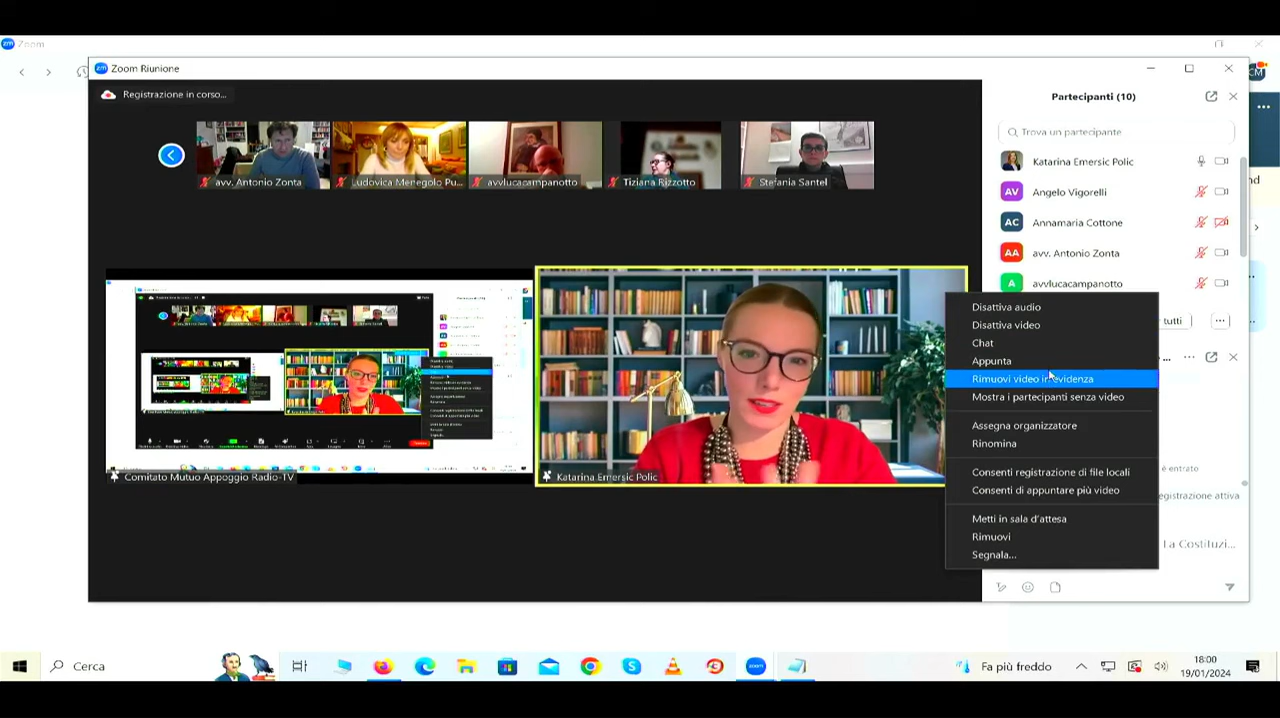 Zoom
Zoom Riunione
Registrazione in corso...
avv. Antonio Zonta
Ludovica Menegolo Pu...
avvlucacampanotto
Tiziana Rizzotto
Stefania Santel
Partecipanti (10)
Trova un partecipante
Katarina Emersic Polic
AV Angelo Vigorelli
AC Annamaria Cottone
AA avv. Antonio Zonta
A avvlucacampanotto
tutti
Disattiva audio
Disattiva video
Chat
Appunta
Rimuovi video in evidenza
Mostra i partecipanti senza video
Assegna organizzatore
Rinomina
Consenti registrazione di file locali
Consenti di appuntare più video
Metti in sala d'attesa
Rimuovi
Segnala...
è entrato
egistrazione attiva
La Costituzi...
Comitato Mutuo Appoggio Radio-TV
Katarina Emersic Polic
Cerca
Fa più freddo
18:00
19/01/2024